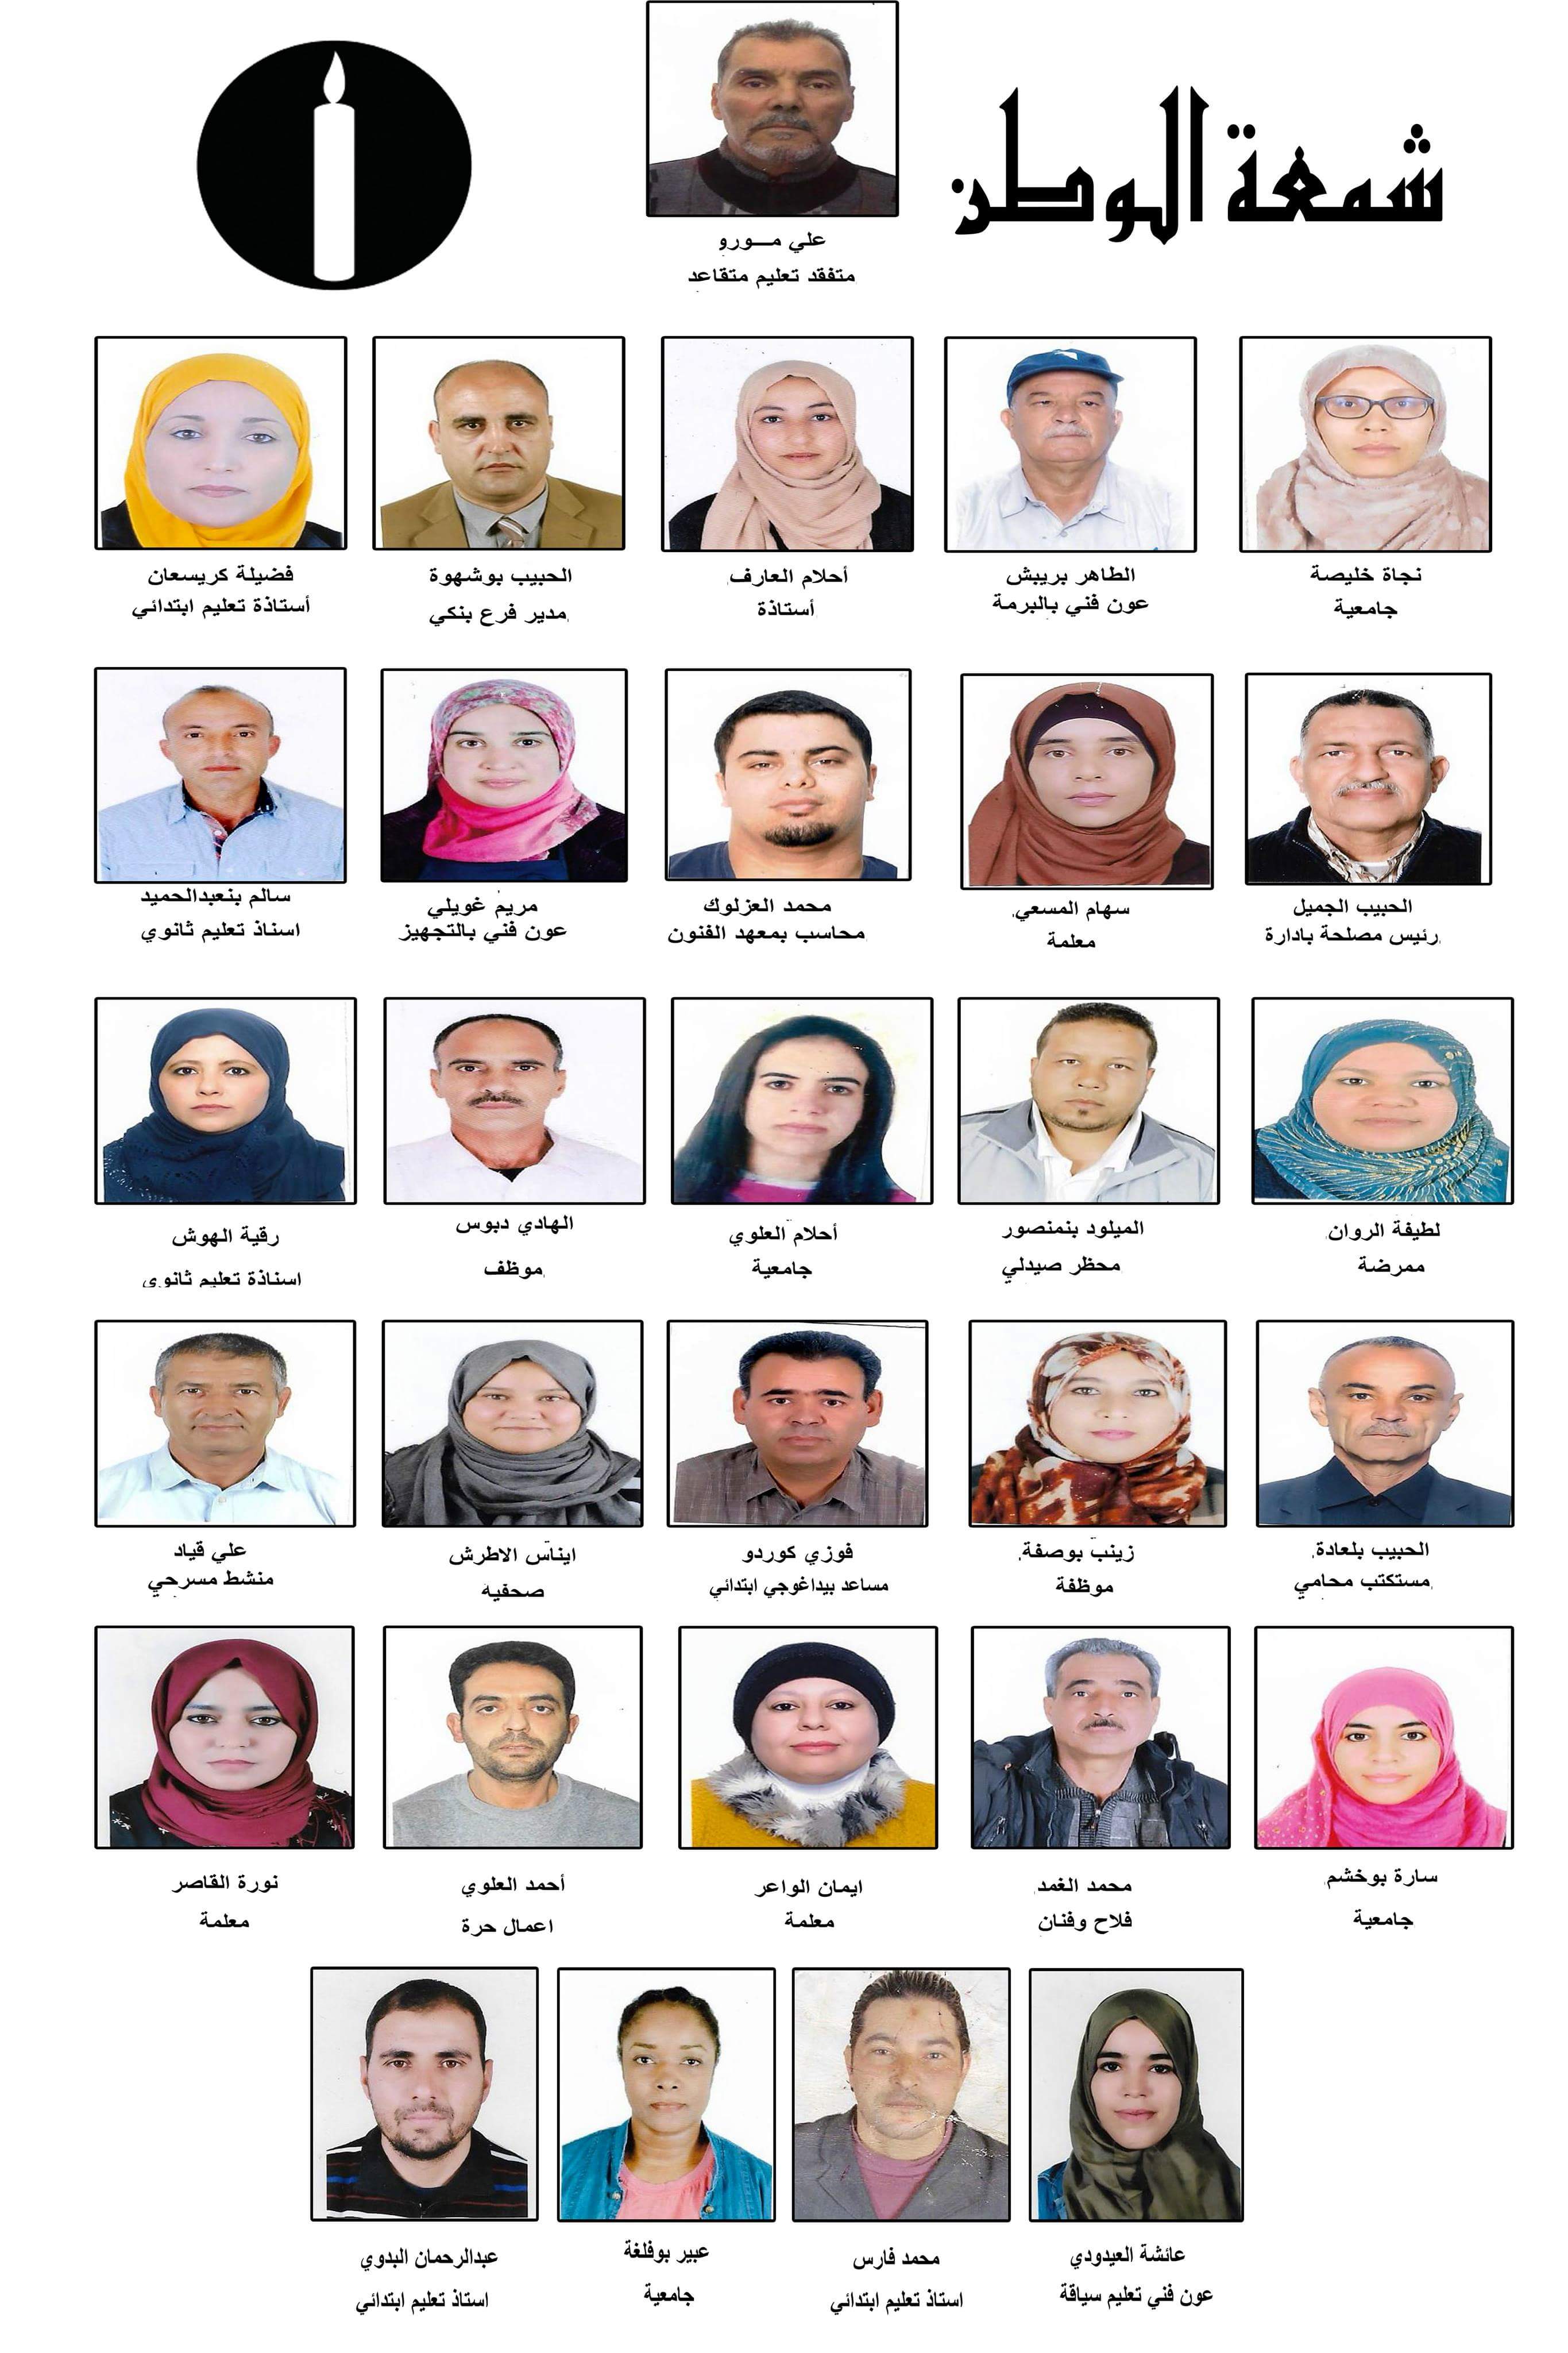 شمعة الوطن
علي مـــورو
متفقد تعليم متقاعد
نجاة خليصة
جامعية
الطاهر بريبش
عون فني بالبرمة
أحلام العارف
أستاذة
الحبيب بوشهوة
مدير فرع بنكي
فضيلة كريسعان
أستاذة تعليم ابتدائي
الحبيب الجميل
رئيس مصلحة بادارة
سهام المسعي
معلمة
محمد العزلوك
محاسب بمعهد الفنون
مريم غويلي
عون فني بالتجهيز
سالم بنعبدالحميد
اسناذ تعليم ثانوي
لطيفة الروان
ممرضة
الميلود بنمنصور
محظر صيدلي
أحلام العلوي
جامعية
الهادي دبوس
موظف
رقية الهوش
اسناذة تعليم ثانوي
الحبيب بلعادة
مستكتب محامي
زينب بوصفة
موظفة
فوزي كوردو
مساعد بيداغوجي ابتدائي
ايناس الاطرش
صحفية
علي قياد
منشط مسرحي
سارة بوخشم
جامعية
محمد الغمد
فلاح وفنان
ايمان الواعر
معلمة
أحمد العلوي
اعمال حرة
نورة القاصر
معلمة
عائشة العيدودي
عون فني تعليم سياقة
محمد فارس
استاذ تعليم ابتدائي
عبير بوفلغة
جامعية
عبدالرحمان البدوي
استاذ تعليم ابتدائي